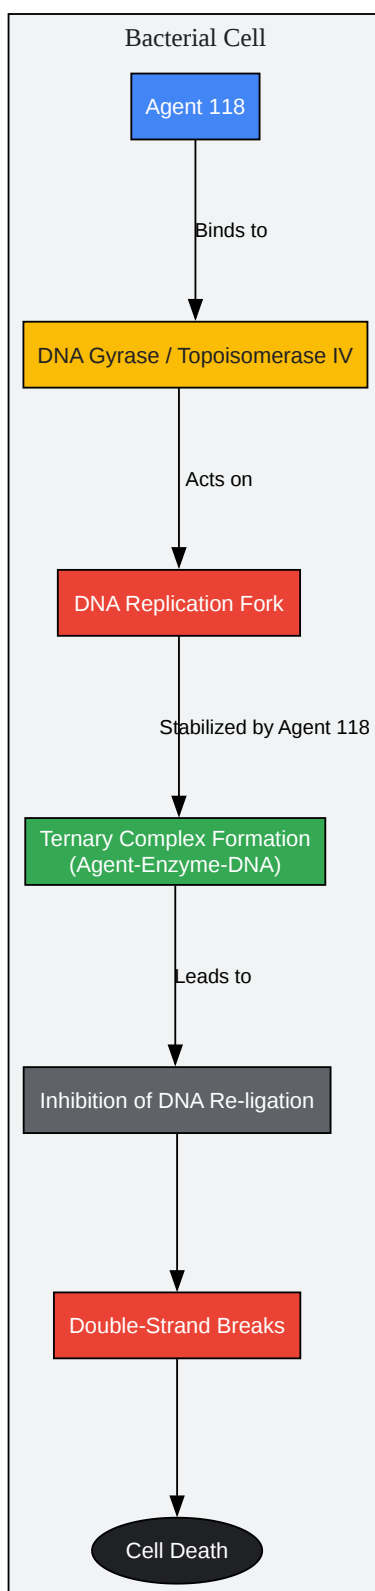 Bacterial Cell
Agent 118
Binds to
DNA Gyrase / Topoisomerase IV
Acts on
DNA Replication Fork
Stabilized by Agent 118
Ternary Complex Formation
(Agent-Enzyme-DNA)
Leads to
Inhibition of DNA Re-ligation
Double-Strand Breaks
Cell Death